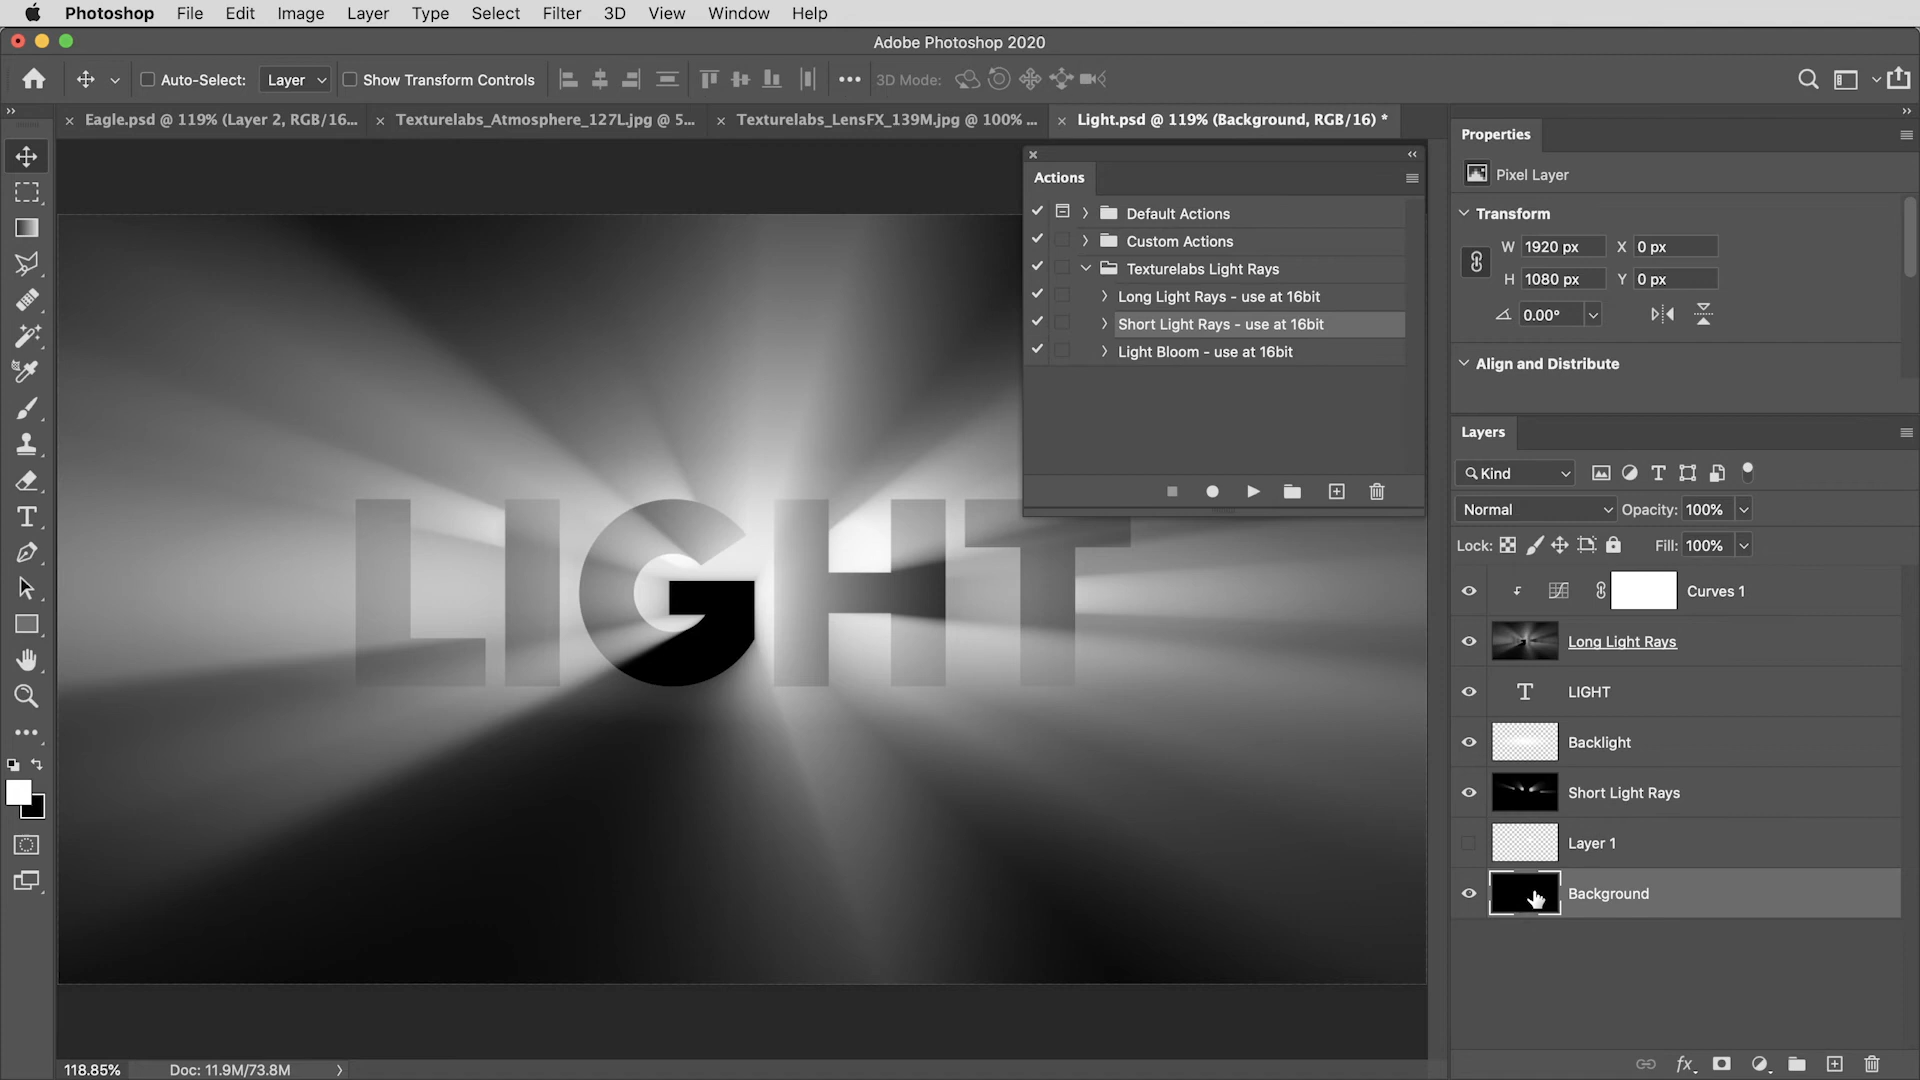 Photoshop File Edit Image Layer Type Select Filter 3D View Window Help
Adobe Photoshop 2020
Auto-Select: Layer Show Transform Controls 3D Mode:
Eagle.psd @ 119% (Layer 2, RGB/16... Texturelabs_Atmosphere_127L.jpg @ 5... Texturelabs_LensFX_139M.jpg @ 100% ... Light.psd @ 119% (Background, RGB/16) *
Actions
Default Actions
Custom Actions
Texturelabs Light Rays
Long Light Rays - use at 16bit
Short Light Rays - use at 16bit
Light Bloom - use at 16bit
LIGHT
Properties
Pixel Layer
Transform
W 1920 px X 0 px
H 1080 px Y 0 px
0.00°
Align and Distribute
Layers
Kind
Normal Opacity: 100%
Lock: Fill: 100%
Curves 1
Long Light Rays
T LIGHT
Backlight
Short Light Rays
Layer 1
Background
fx
118.85% Doc: 11.9M/73.8M